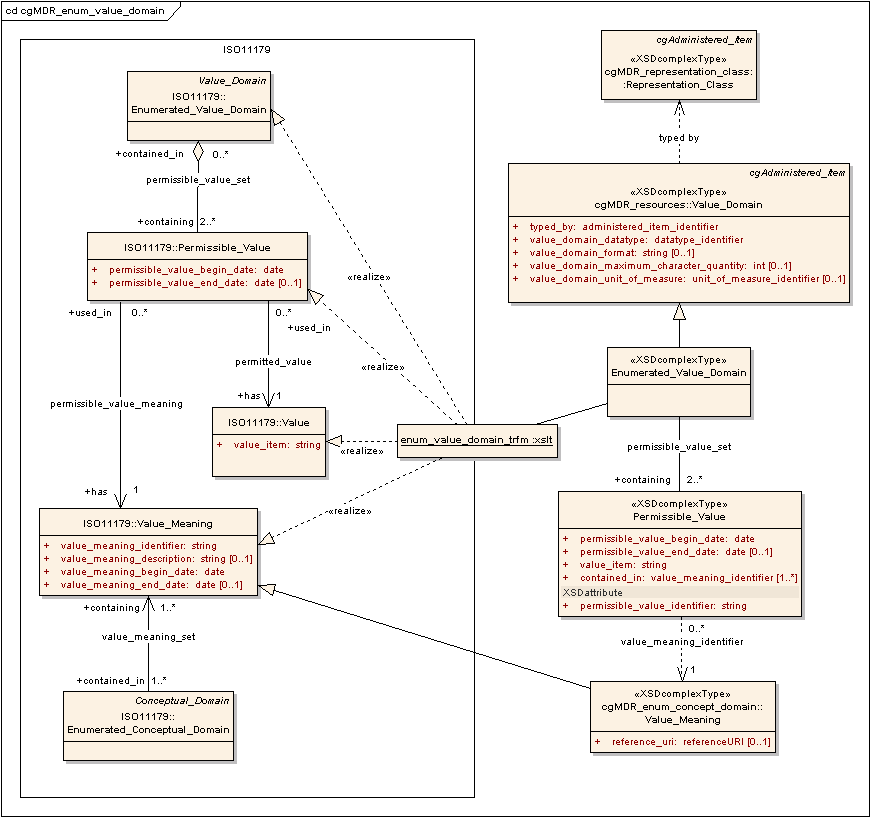 cd cgMDR_enum_value_domain
ISO11179
Value_Domain
ISO11179::
Enumerated_Value_Domain
+contained_in
0..*
permissible_value_set
+containing
2..*
ISO11179::Permissible_Value
+ permissible_value_begin_date: date
+ permissible_value_end_date: date [0..1]
+used_in
0..*
0..*
+used_in
permissible_value_meaning
permitted_value
+has
1
ISO11179::Value
+ value_item: string
+has
1
ISO11179::Value_Meaning
+ value_meaning_identifier: string
+ value_meaning_description: string [0..1]
+ value_meaning_begin_date: date
+ value_meaning_end_date: date [0..1]
+containing
1..*
value_meaning_set
+contained_in
1..*
Conceptual_Domain
ISO11179::
Enumerated_Conceptual_Domain
«realize»
«realize»
«realize»
«realize»
enum_value_domain_trfm :xslt
cgAdministered_Item
«XSDcomplexType»
cgMDR_representation_class:
:Representation_Class
typed by
cgAdministered_Item
«XSDcomplexType»
cgMDR_resources::Value_Domain
+ typed_by: administered_item_identifier
+ value_domain_datatype: datatype_identifier
+ value_domain_format: string [0..1]
+ value_domain_maximum_character_quantity: int [0..1]
+ value_domain_unit_of_measure: unit_of_measure_identifier [0..1]
«XSDcomplexType»
Enumerated_Value_Domain
permissible_value_set
+containing
2..*
«XSDcomplexType»
Permissible_Value
+ permissible_value_begin_date: date
+ permissible_value_end_date: date [0..1]
+ value_item: string
+ contained_in: value_meaning_identifier [1..*]
XSDattribute
+ permissible_value_identifier: string
0..*
value_meaning_identifier
1
«XSDcomplexType»
cgMDR_enum_concept_domain::
Value_Meaning
+ reference_uri: referenceURI [0..1]